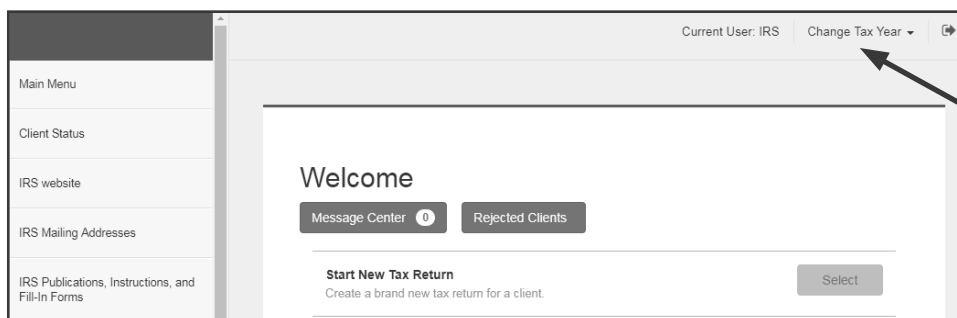 Current User: IRS
Change Tax Year
Main Menu
Client Status
IRS website
IRS Mailing Addresses
IRS Publications, Instructions, and
Fill-In Forms
Welcome
Message Center 0
Rejected Clients
Start New Tax Return
Create a brand new tax return for a client.
Select